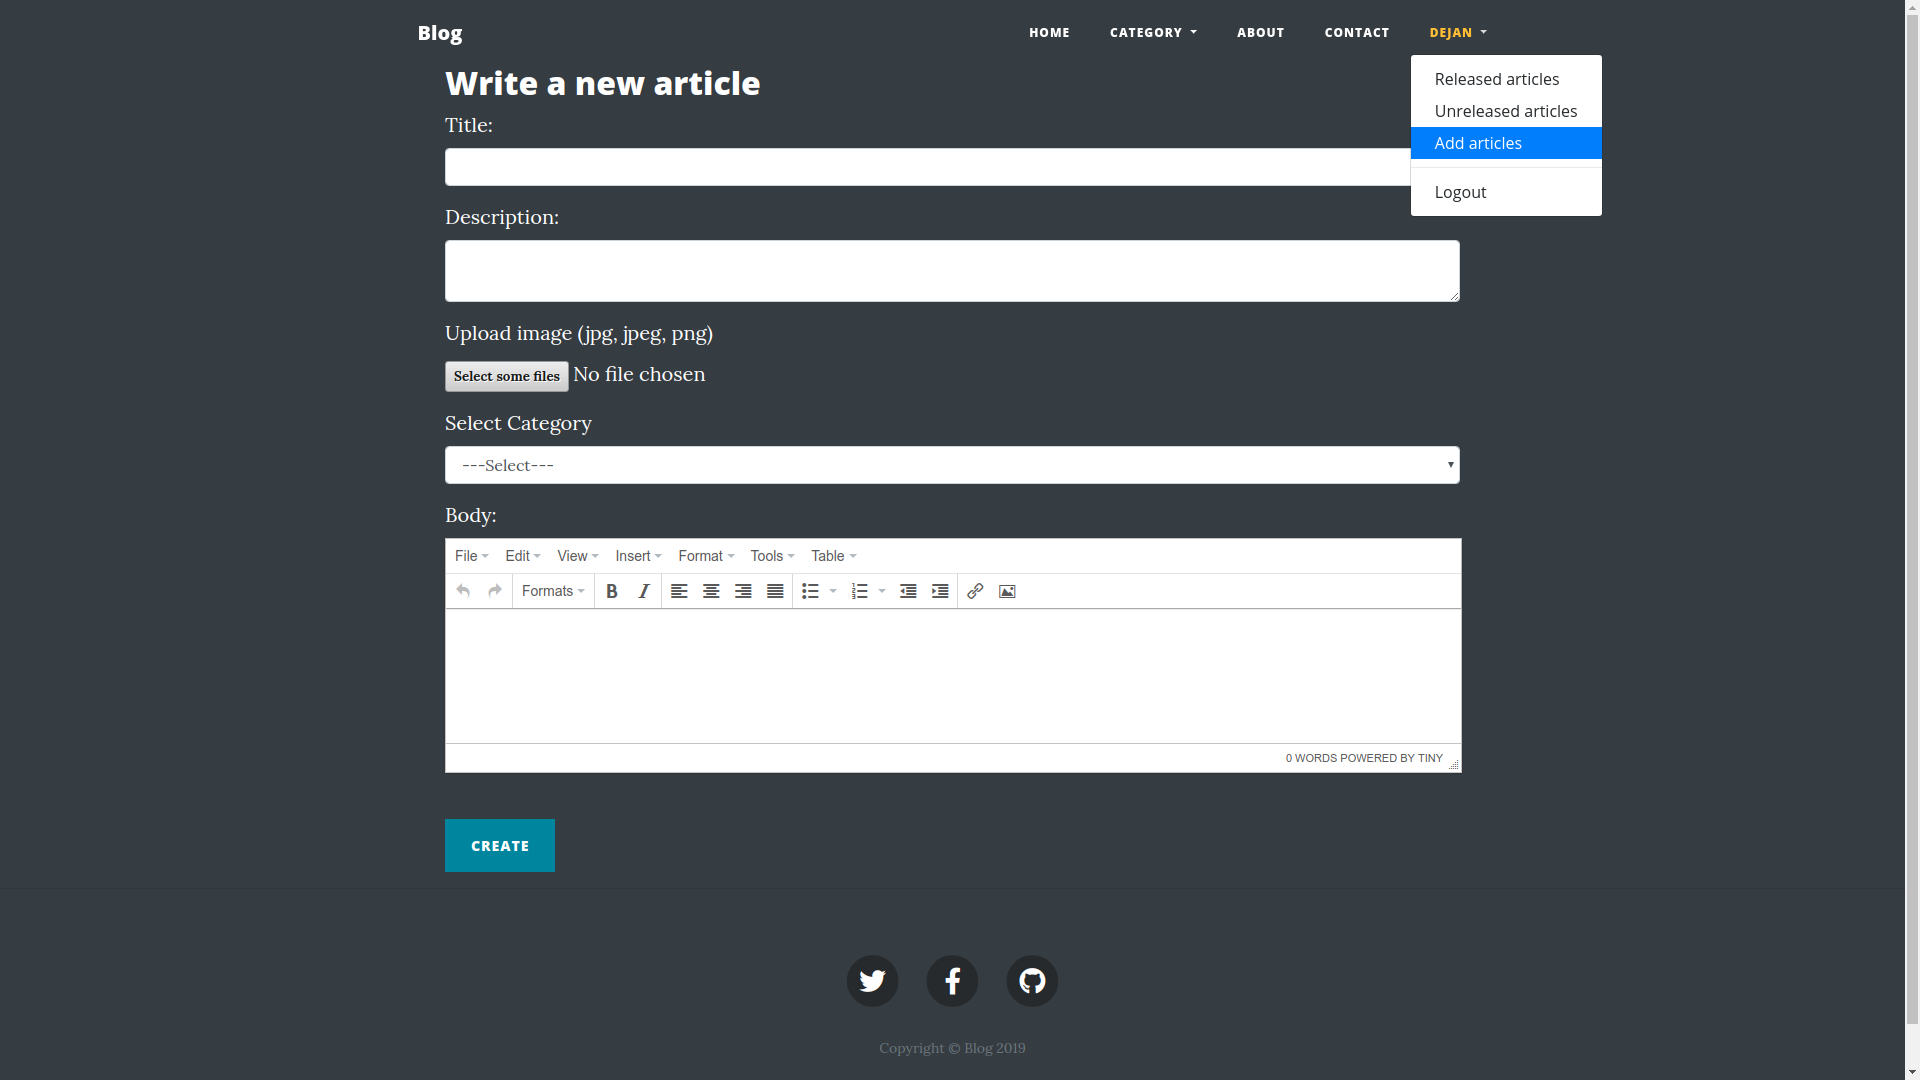 Blog
HOME CATEGORY ABOUT CONTACT DEJAN
Released articles
Unreleased articles
Add articles
Logout
Write a new article
Title:
Description:
Upload image (jpg, jpeg, png)
Select some files No file chosen
Select Category
---Select---
Body:
File Edit View Insert Format Tools Table
Formats B I
0 WORDS POWERED BY TINY
CREATE
Copyright © Blog 2019